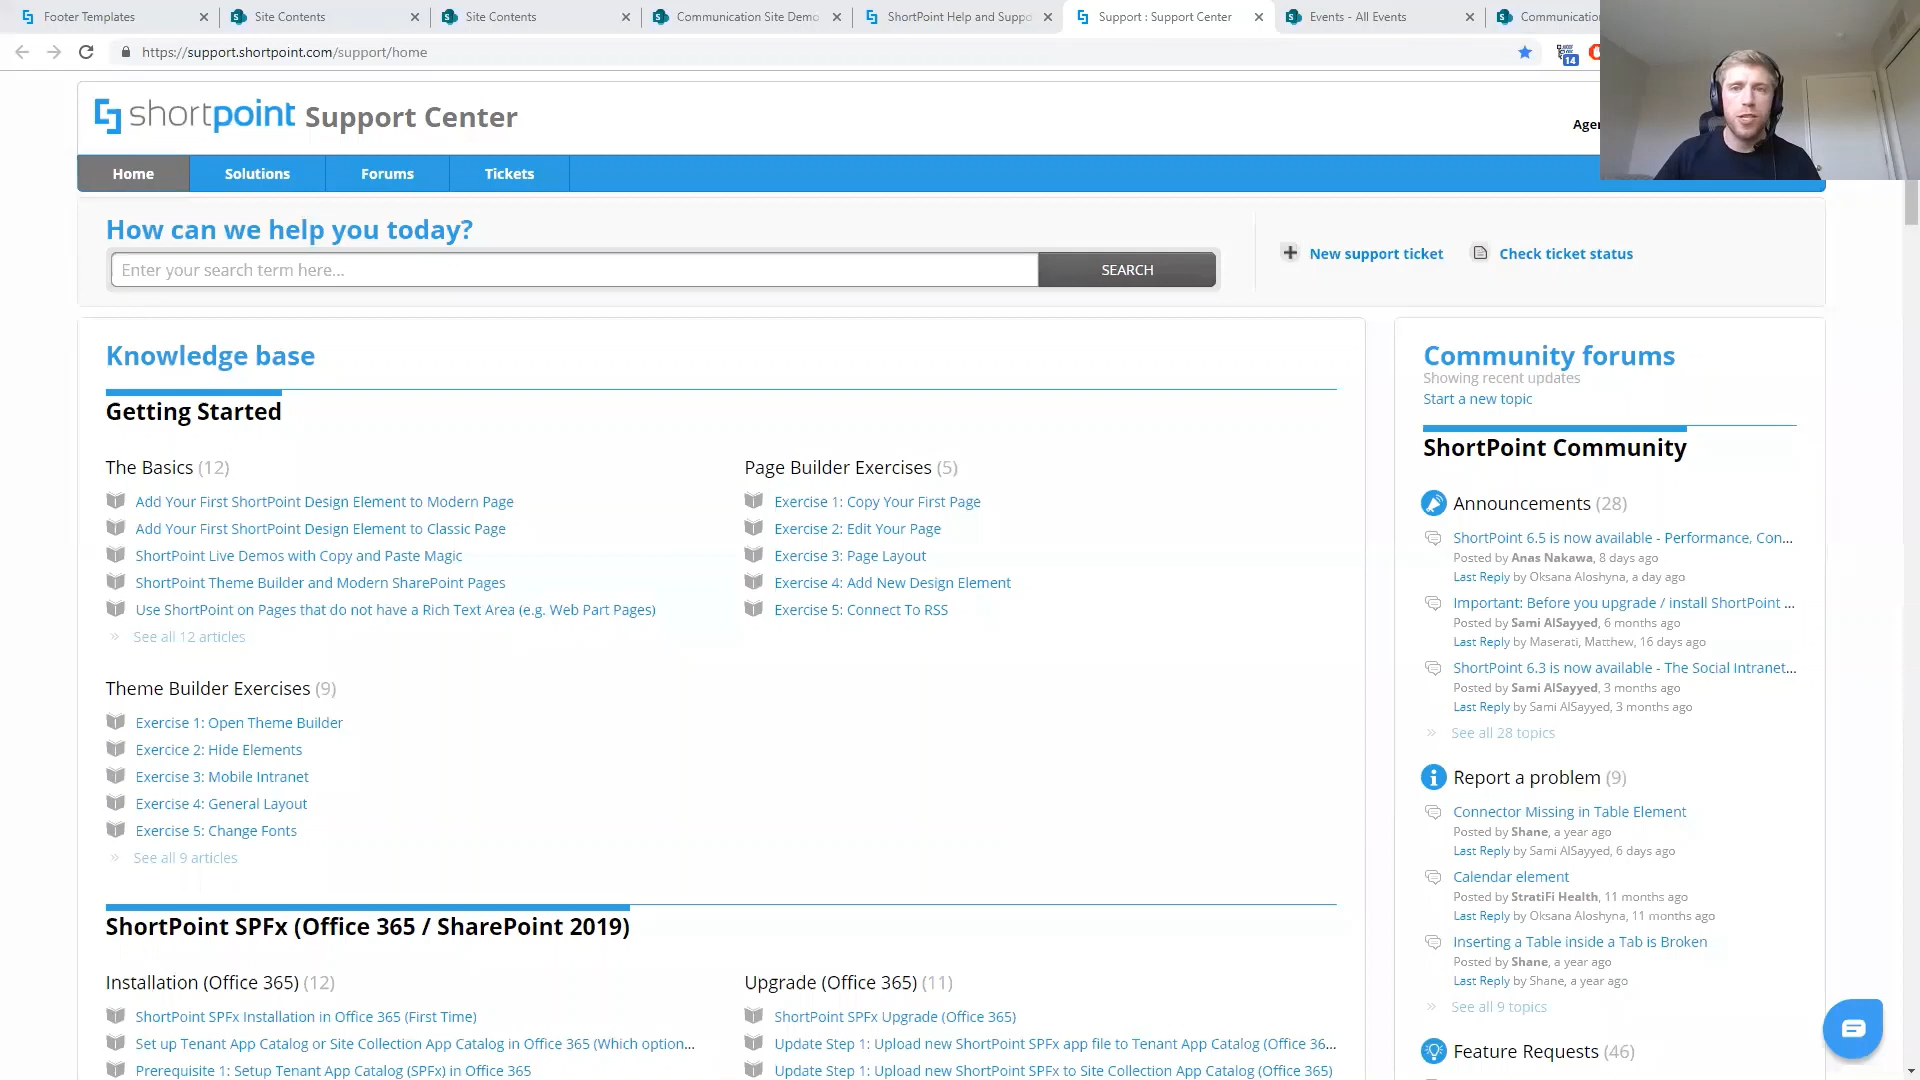 Footer Templates
Site Contents
Site Contents
Communication Site Demo
ShortPoint Help and Suppo
Support : Support Center
Events - All Events
Communication
https://support.shortpoint.com/support/home
14
shortpoint Support Center
Agen
Home
Solutions
Forums
Tickets
How can we help you today?
Enter your search term here...
SEARCH
New support ticket
Check ticket status
Knowledge base
Getting Started
The Basics (12)
Add Your First ShortPoint Design Element to Modern Page
Add Your First ShortPoint Design Element to Classic Page
ShortPoint Live Demos with Copy and Paste Magic
ShortPoint Theme Builder and Modern SharePoint Pages
Use ShortPoint on Pages that do not have a Rich Text Area (e.g. Web Part Pages)
» See all 12 articles
Page Builder Exercises (5)
Exercise 1: Copy Your First Page
Exercise 2: Edit Your Page
Exercise 3: Page Layout
Exercise 4: Add New Design Element
Exercise 5: Connect To RSS
Theme Builder Exercises (9)
Exercise 1: Open Theme Builder
Exercice 2: Hide Elements
Exercise 3: Mobile Intranet
Exercise 4: General Layout
Exercise 5: Change Fonts
» See all 9 articles
ShortPoint SPFx (Office 365 / SharePoint 2019)
Installation (Office 365) (12)
ShortPoint SPFx Installation in Office 365 (First Time)
Set up Tenant App Catalog or Site Collection App Catalog in Office 365 (Which option...
Prerequisite 1: Setup Tenant App Catalog (SPFx) in Office 365
Upgrade (Office 365) (11)
ShortPoint SPFx Upgrade (Office 365)
Update Step 1: Upload new ShortPoint SPFx app file to Tenant App Catalog (Office 36...
Update Step 1: Upload new ShortPoint SPFx to Site Collection App Catalog (Office 365)
Community forums
Showing recent updates
Start a new topic
ShortPoint Community
Announcements (28)
ShortPoint 6.5 is now available - Performance, Con...
Posted by Anas Nakawa, 8 days ago
Last Reply by Oksana Aloshyna, a day ago
Important: Before you upgrade / install ShortPoint ...
Posted by Sami AlSayyed, 6 months ago
Last Reply by Maserati, Matthew, 16 days ago
ShortPoint 6.3 is now available - The Social Intranet...
Posted by Sami AlSayyed, 3 months ago
Last Reply by Sami AlSayyed, 3 months ago
» See all 28 topics
Report a problem (9)
Connector Missing in Table Element
Posted by Shane, a year ago
Last Reply by Sami AlSayyed, 6 days ago
Calendar element
Posted by StratiFi Health, 11 months ago
Last Reply by Oksana Aloshyna, 11 months ago
Inserting a Table inside a Tab is Broken
Posted by Shane, a year ago
Last Reply by Shane, a year ago
» See all 9 topics
Feature Requests (46)